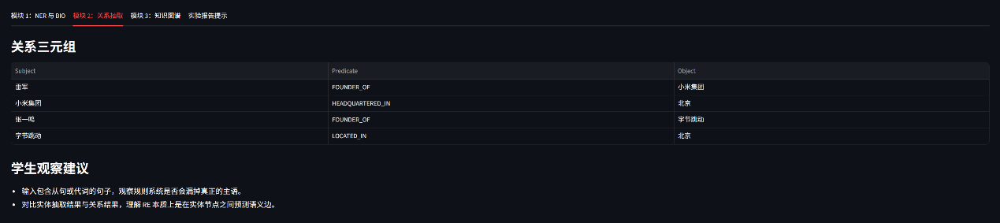 模块 1：NER 与 BIO 模块 2：关系抽取 模块 3：知识图谱 实验报告提示
关系三元组
Subject Predicate Object
雷军 FOUNDER_OF 小米集团
小米集团 HEADQUARTERED_IN 北京
张一鸣 FOUNDER_OF 字节跳动
字节跳动 LOCATED_IN 北京
学生观察建议
• 输入包含从句或代词的句子，观察规则系统是否会漏掉真正的主语。
• 对比实体抽取结果与关系结果，理解 RE 本质上是在实体节点之间预测语义边。